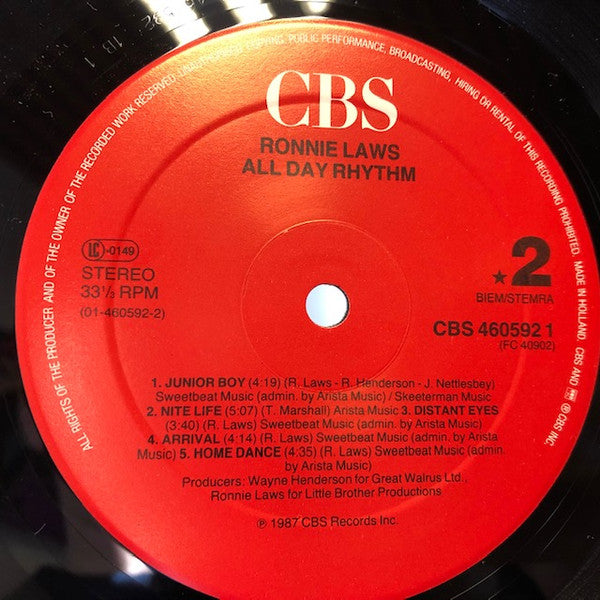 ALL RIGHTS OF THE PRODUCER AND OF THE OWNER OF THE RECORDED WORK RESERVED. UNAUTHORIZED COPYING, PUBLIC PERFORMANCE, BROADCASTING, HIRING OR RENTAL OF THIS RECORDING PROHIBITED. MADE IN HOLLAND. CBS AND ® CBS INC.
CBS
RONNIE LAWS
ALL DAY RHYTHM
LC-0149
STEREO
33⅓ RPM
(01-460592-2)
★2
BIEM/STEMRA
CBS 460592 1
(FC 40902)
1. JUNIOR BOY (4:19) (R. Laws - R. Henderson - J. Nettlesbey)
Sweetbeat Music (admin. by Arista Music) / Skeeterman Music
2. NITE LIFE (5:07) (T. Marshall) Arista Music 3. DISTANT EYES
(3:40) (R. Laws) Sweetbeat Music (admin. by Arista Music)
4. ARRIVAL (4:14) (R. Laws) Sweetbeat Music (admin. by Arista
Music) 5. HOME DANCE (4:35) (R. Laws) Sweetbeat Music (admin.
by Arista Music)
Producers: Wayne Henderson for Great Walrus Ltd.,
Ronnie Laws for Little Brother Productions
℗ 1987 CBS Records Inc.